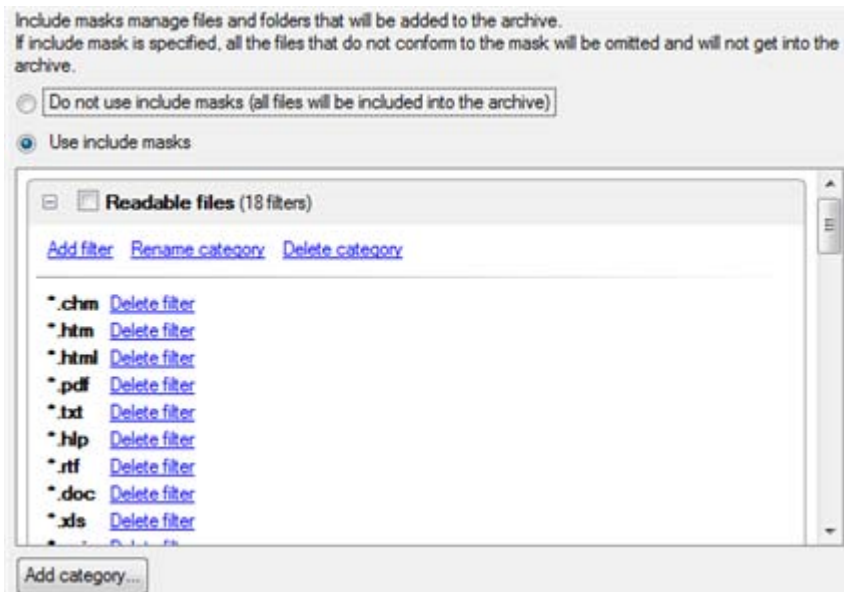 Include masks manage files and folders that will be added to the archive.
If include mask is specified, all the files that do not conform to the mask will be omitted and will not get into the
archive.
Do not use include masks (all files will be included into the archive)
Use include masks
Readable files (18 filters)
Add filter Rename category Delete category
*.chm Delete filter
*.htm Delete filter
*.html Delete filter
*.pdf Delete filter
*.txt Delete filter
*.hlp Delete filter
*.rtf Delete filter
*.doc Delete filter
*.xls Delete filter
Add category...